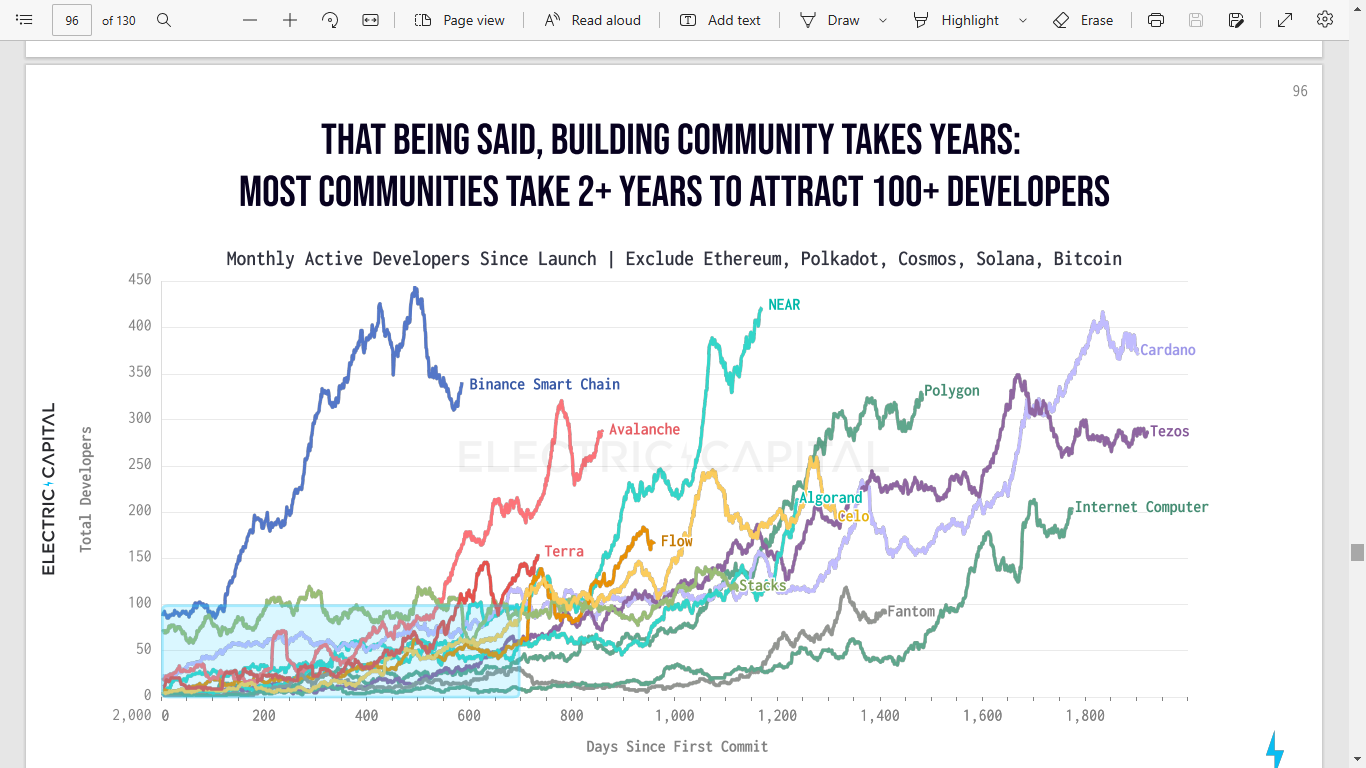 96 of 130 Page view Read aloud Add text Draw Highlight Erase
96
THAT BEING SAID, BUILDING COMMUNITY TAKES YEARS:
MOST COMMUNITIES TAKE 2+ YEARS TO ATTRACT 100+ DEVELOPERS
Monthly Active Developers Since Launch | Exclude Ethereum, Polkadot, Cosmos, Solana, Bitcoin
450
NEAR
400
Cardano
350
Binance Smart Chain
Polygon
300
Avalanche
Tezos
ELECTRIC CAPITAL
250
Algorand
200
Internet Computer
Celo
Flow
150
Terra
Stacks
100
Fantom
50
0
2,000 0 200 400 600 800 1,000 1,200 1,400 1,600 1,800
Days Since First Commit
Total Developers
ELECTRIC CAPITAL